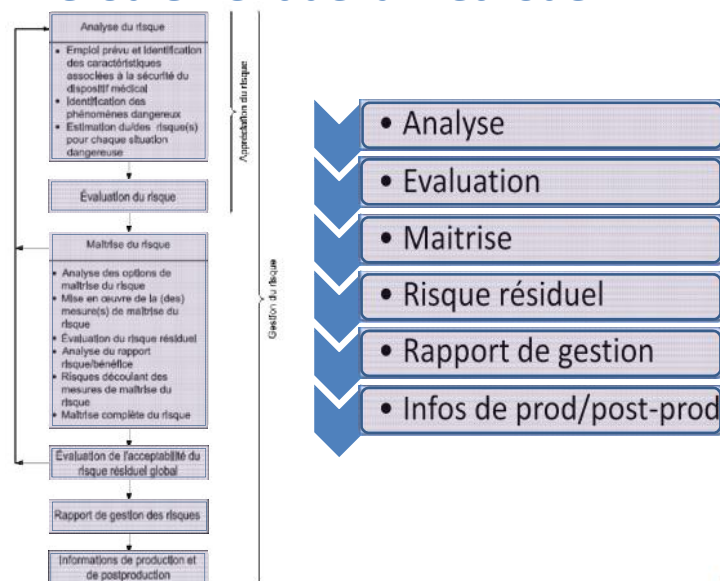 Analyse du risque
• Emploi prévu et identification
des caractéristiques
associées à la sécurité du
dispositif médical
• Identification des
phénomènes dangereux
• Estimation du/des risque(s)
pour chaque situation
dangereuse
Évaluation du risque
Maîtrise du risque
• Analyse des options de
maîtrise du risque
• Mise en œuvre de la (des)
mesure(s) de maîtrise du
risque
• Évaluation du risque résiduel
• Analyse du rapport
risque/bénéfice
• Risques découlant des
mesures de maîtrise du
risque
• Maîtrise complète du risque
Évaluation de l'acceptabilité du
risque résiduel global
Rapport de gestion des risques
Informations de production et
de postproduction
Appréciation du risque
Gestion du risque
• Analyse
• Evaluation
• Maitrise
• Risque résiduel
• Rapport de gestion
• Infos de prod/post-prod